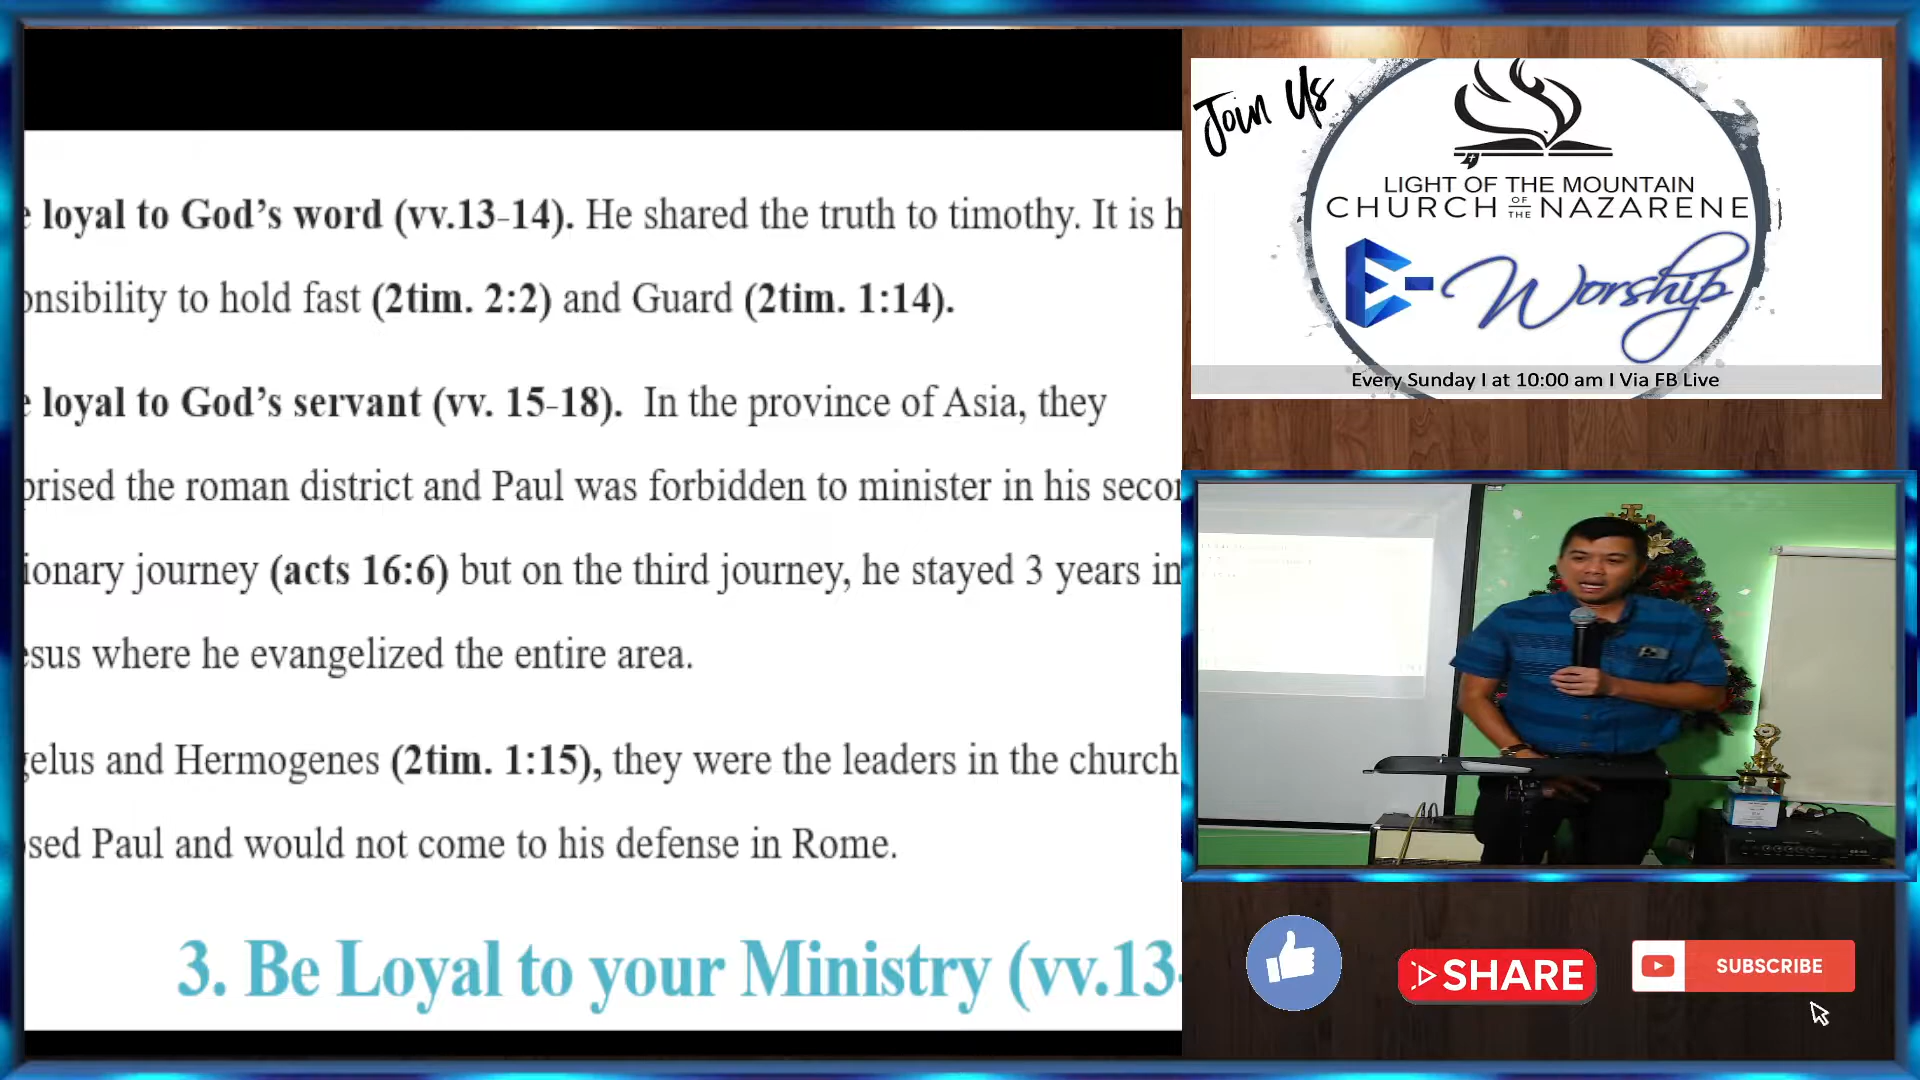 loyal to God's word (vv.13-14). He shared the truth to timothy. It is h
onsibility to hold fast (2tim. 2:2) and Guard (2tim. 1:14).
loyal to God's servant (vv. 15-18). In the province of Asia, they
prised the roman district and Paul was forbidden to minister in his secon
ionary journey (acts 16:6) but on the third journey, he stayed 3 years in
esus where he evangelized the entire area.
gelus and Hermogenes (2tim. 1:15), they were the leaders in the church
sed Paul and would not come to his defense in Rome.
3. Be Loyal to your Ministry (vv.13-
Join Us
LIGHT OF THE MOUNTAIN
CHURCH OF THE NAZARENE
E-Worship
Every Sunday I at 10:00 am I Via FB Live
SHARE
SUBSCRIBE